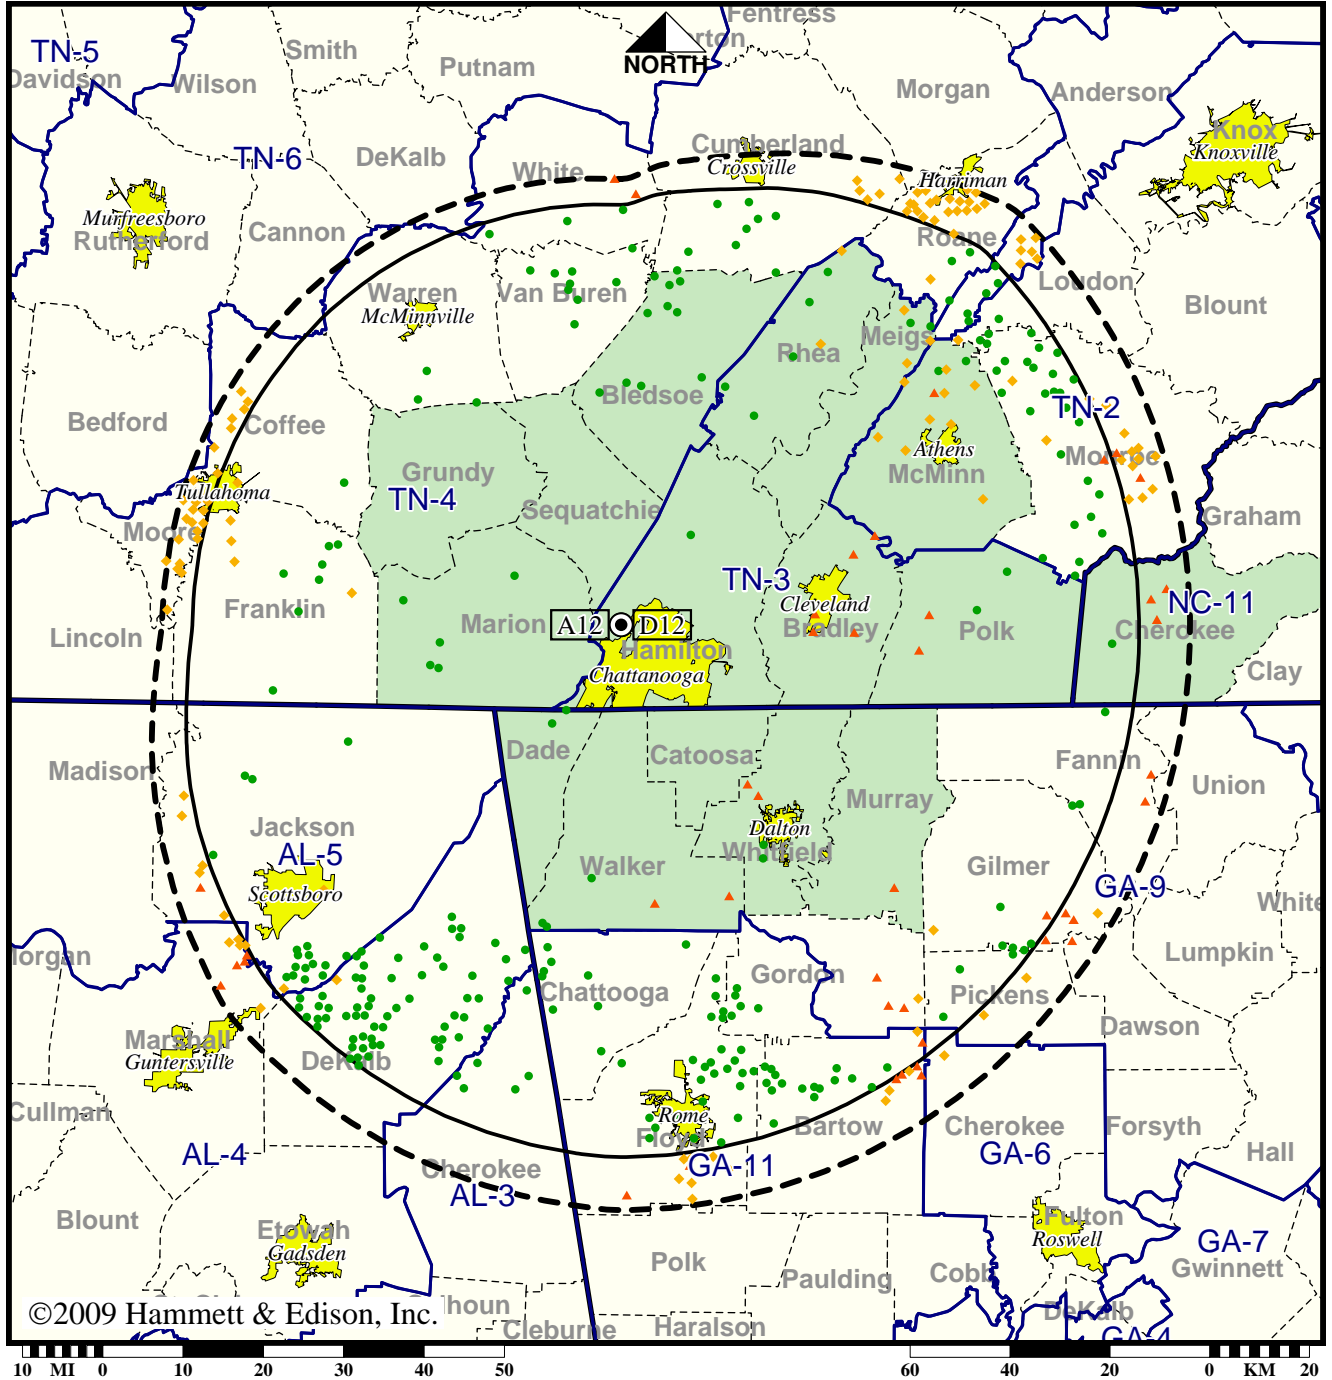 Fentress
TN-5
Smith
rton
Davidson
Wilson
Putnam
NORTH
Morgan
Anderson
Knox
Knoxville
TN-6
DeKalb
White
Cumberland
Crossville
Harriman
Murfreesboro
Rutherford
Cannon
Roane
Loudon
Blount
Warren
McMinnville
Van Buren
Meigs
Rhea
Bledsoe
TN-2
Bedford
Coffee
Athens
McMinn
Monroe
Grundy
TN-4
Tullahoma
Sequatchie
Graham
Moore
TN-3
Cleveland
NC-11
Franklin
Marion
A12
D12
Bradley
Polk
Cherokee
Lincoln
Hamilton
Chattanooga
Clay
Dade
Catoosa
Fannin
Madison
Union
Murray
Jackson
AL-5
Dalton
Whitfield
Walker
Gilmer
GA-9
Scottsboro
White
Morgan
Lumpkin
Gordon
Chattooga
Pickens
Dawson
Marshall
Guntersville
DeKalb
Cullman
Rome
Floyd
Bartow
Cherokee
Forsyth
AL-4
GA-11
GA-6
Hall
Cherokee
AL-3
Blount
Etowah
Gadsden
Fulton
Roswell
GA-7
Gwinnett
Polk
Paulding
Cobb
©2009 Hammett & Edison, Inc.
lhoun
DeKalb
Cleburne
Haralson
GA-4
10 MI 0 10 20 30 40 50
60 40 20 0 KM 20